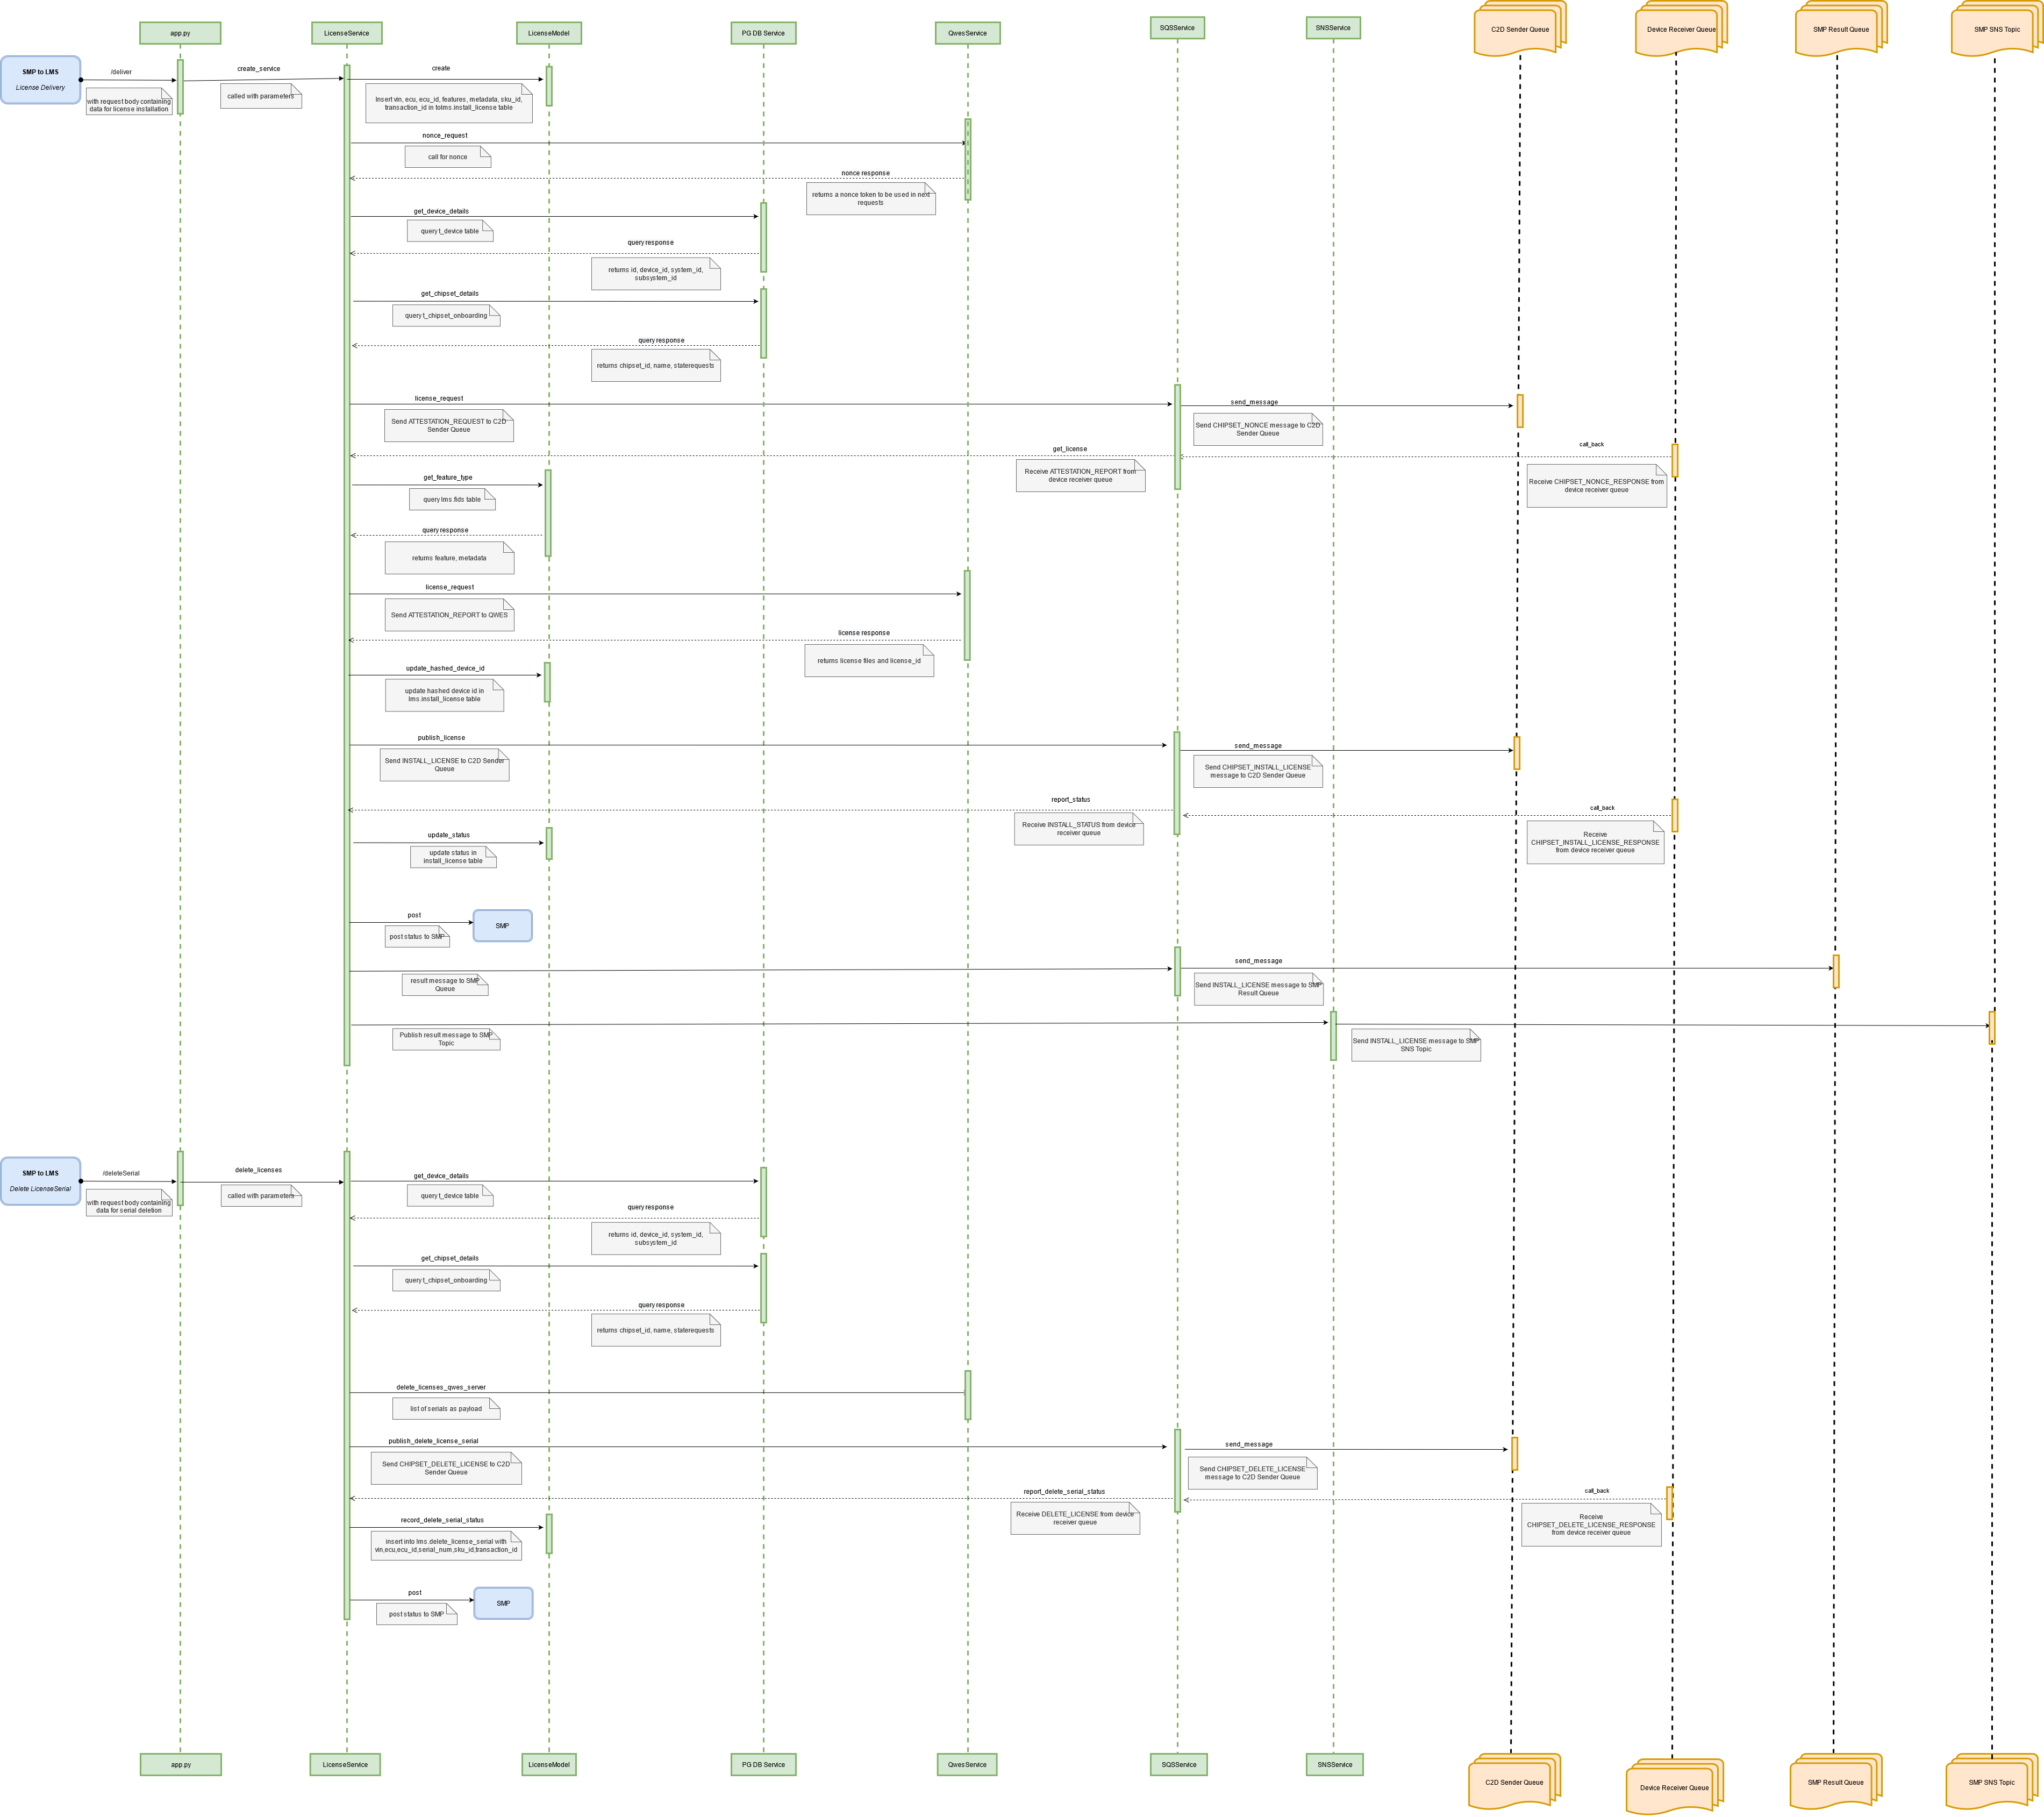 app.py
LicenseService
LicenseModel
PG DB Service
QwesService
SQSService
SNSService
C2D Sender Queue
Device Receiver Queue
SMP Result Queue
SMP SNS Topic
SMP to LMS
License Delivery
/deliver
with request body containing
data for license installation
create_service
called with parameters
create
Insert vin, ecu, ecu_id, features, metadata, sku_id,
transaction_id in tolms.install_license table
nonce_request
call for nonce
nonce response
returns a nonce token to be used in next
requests
get_device_details
query t_device table
query response
returns id, device_id, system_id,
subsystem_id
get_chipset_details
query t_chipset_onboarding
query response
returns chipset_id, name, staterequests
license_request
Send ATTESTATION_REQUEST to C2D
Sender Queue
send_message
Send CHIPSET_NONCE message to C2D
Sender Queue
call_back
Receive CHIPSET_NONCE_RESPONSE from
device receiver queue
get_license
Receive ATTESTATION_REPORT from
device receiver queue
get_feature_type
query lms.fids table
query response
returns feature, metadata
license_request
Send ATTESTATION_REPORT to QWES
license response
returns license files and license_id
update_hashed_device_id
update hashed device id in
lms.install_license table
publish_license
Send INSTALL_LICENSE to C2D Sender
Queue
send_message
Send CHIPSET_INSTALL_LICENSE
message to C2D Sender Queue
call_back
Receive
CHIPSET_INSTALL_LICENSE_RESPONSE
from device receiver queue
report_status
Receive INSTALL_STATUS from device
receiver queue
update_status
update status in
install_license table
post
post status to SMP
SMP
result message to SMP
Queue
send_message
Send INSTALL_LICENSE message to SMP
Result Queue
Publish result message to SMP
Topic
Send INSTALL_LICENSE message to SMP
SNS Topic
SMP to LMS
Delete LicenseSerial
/deleteSerial
with request body containing
data for serial deletion
delete_licenses
called with parameters
get_device_details
query t_device table
query response
returns id, device_id, system_id,
subsystem_id
get_chipset_details
query t_chipset_onboarding
query response
returns chipset_id, name, staterequests
delete_licenses_qwes_server
list of serials as payload
publish_delete_license_serial
Send CHIPSET_DELETE_LICENSE to C2D
Sender Queue
send_message
Send CHIPSET_DELETE_LICENSE
message to C2D Sender Queue
call_back
Receive
CHIPSET_DELETE_LICENSE_RESPONSE
from device receiver queue
report_delete_serial_status
Receive DELETE_LICENSE from device
receiver queue
record_delete_serial_status
insert into lms.delete_license_serial with
vin,ecu,ecu_id,serial_num,sku_id,transaction_id
post
post status to SMP
SMP
app.py
LicenseService
LicenseModel
PG DB Service
QwesService
SQSService
SNSService
C2D Sender Queue
Device Receiver Queue
SMP Result Queue
SMP SNS Topic